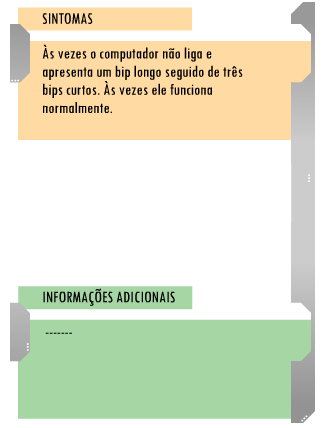 SINTOMAS
Às vezes o computador não liga e
apresenta um bip longo seguido de três
bips curtos. Às vezes ele funciona
normalmente.
INFORMAÇÕES ADICIONAIS
-------